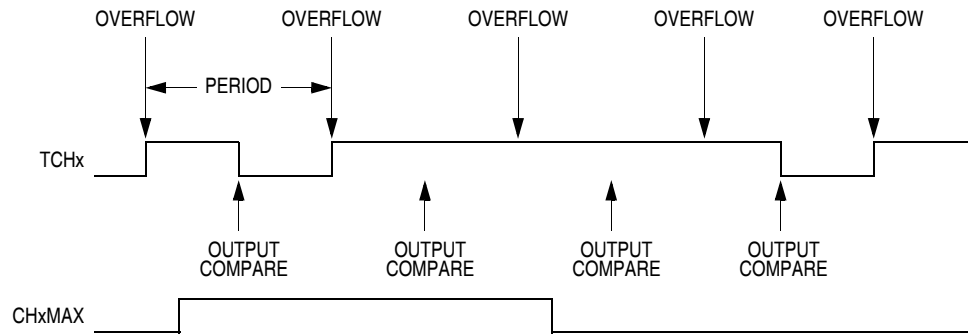 OVERFLOW OVERFLOW OVERFLOW OVERFLOW OVERFLOW
PERIOD
TCHx
OUTPUT COMPARE OUTPUT COMPARE OUTPUT COMPARE OUTPUT COMPARE
CHxMAX